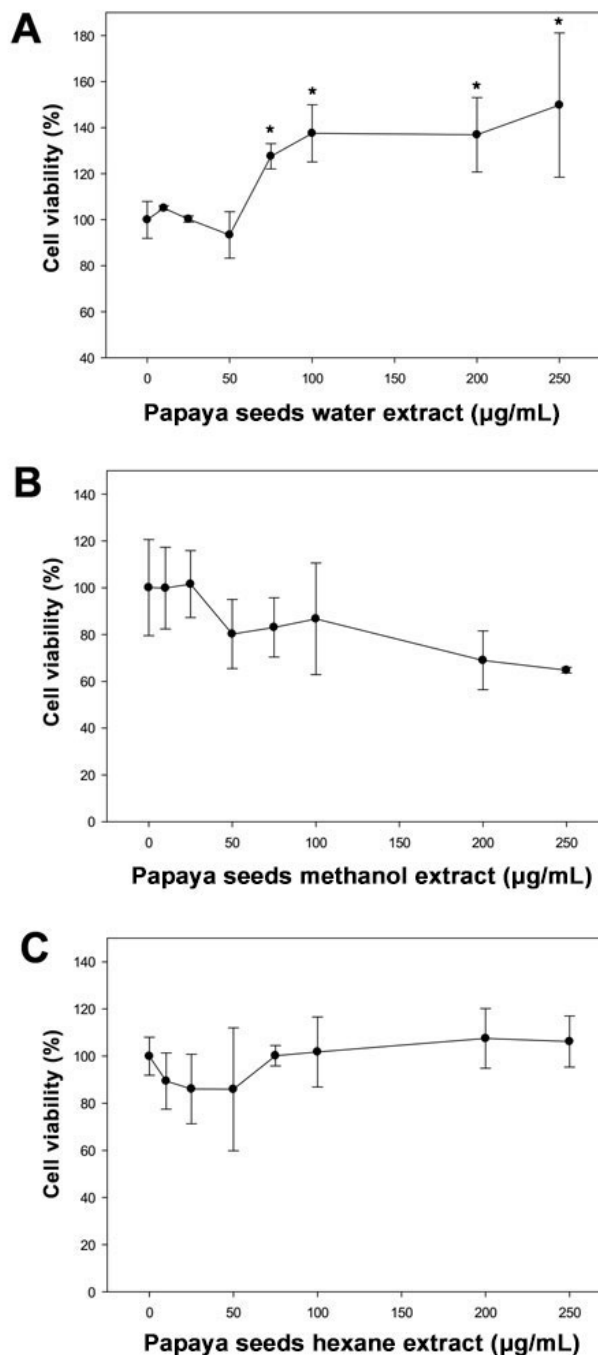 A
180
*
160
*
*
*
140
120
100
80
60
40
Cell viability (%)
0 50 100 150 200 250
Papaya seeds water extract (µg/mL)
B
140
120
100
80
60
40
20
0
Cell viability (%)
0 50 100 150 200 250
Papaya seeds methanol extract (µg/mL)
C
140
120
100
80
60
40
20
0
Cell viability (%)
0 50 100 150 200 250
Papaya seeds hexane extract (µg/mL)